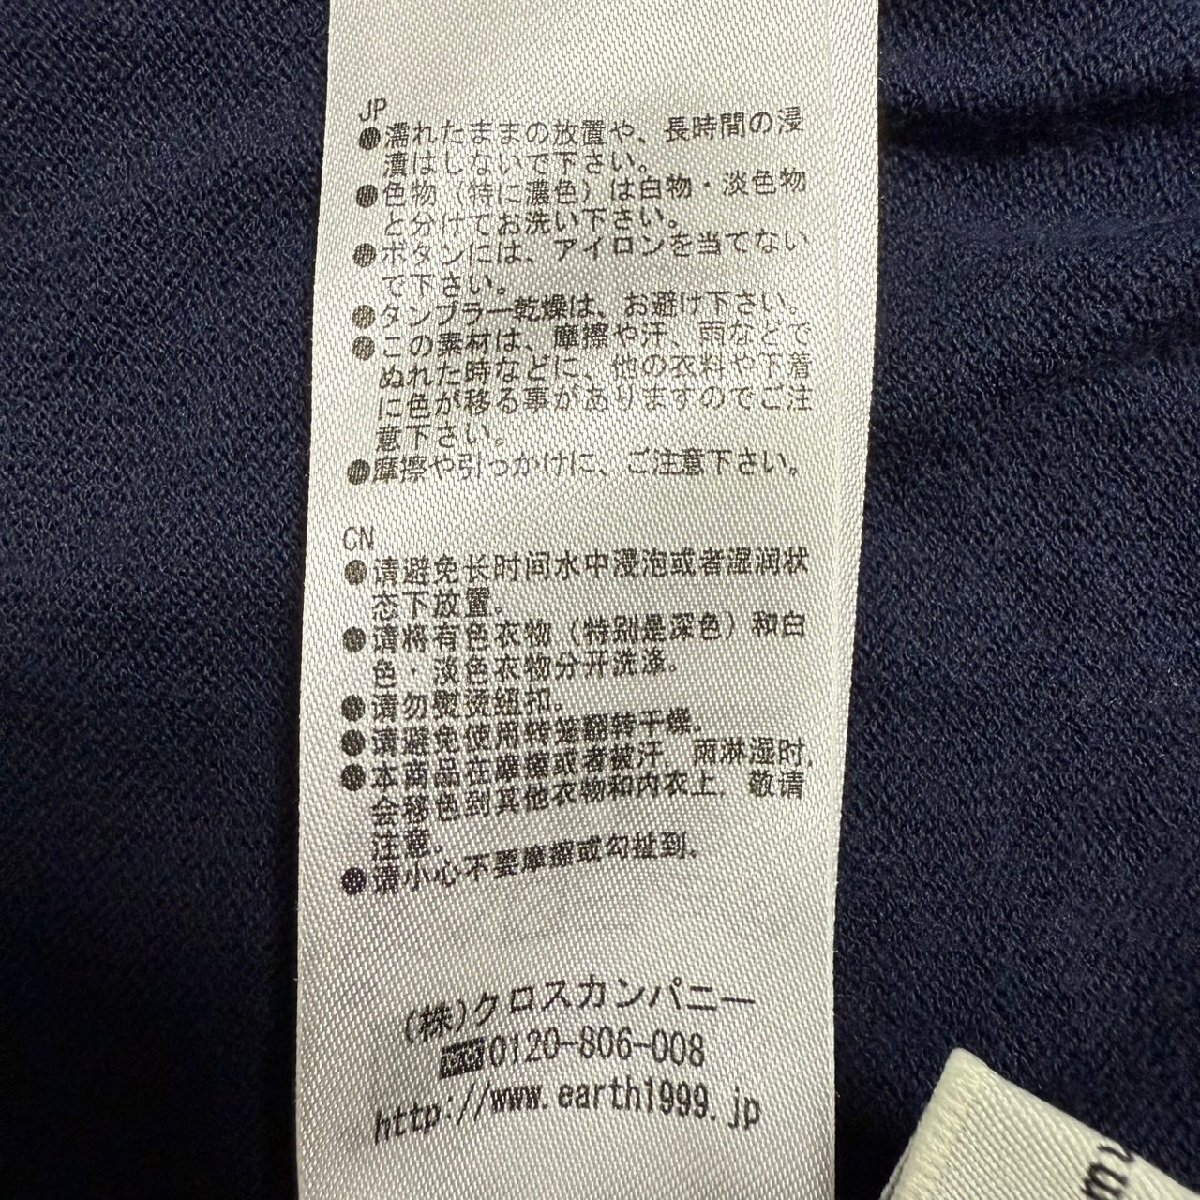 JP
●濡れたままの放置や、長時間の浸
漬はしないで下さい。
●色物（特に濃色）は白物・淡色物
と分けてお洗い下さい。
●ボタンには、アイロンを当てない
で下さい。
●タンブラー乾燥は、お避け下さい。
●この素材は、摩擦や汗、雨などで
ぬれた時などに、他の衣料や下着
に色が移る事がありますのでご注
意下さい。
●摩擦や引っかけに、ご注意下さい。
CN
●请避免长时间水中浸泡或者湿润状
态下放置。
●请将有色衣物（特别是深色）和白
色・淡色衣物分开洗涤。
●请勿熨烫纽扣。
●请避免使用转笼翻转干燥.
●本商品在摩擦或者被汗、雨淋湿时,
会移色到其他衣物和内衣上，敬请
注意。
●请小心不要摩擦或勾扯到.
(株)クロスカンパニー
0120-806-008
http://www.earth1999.jp
mu